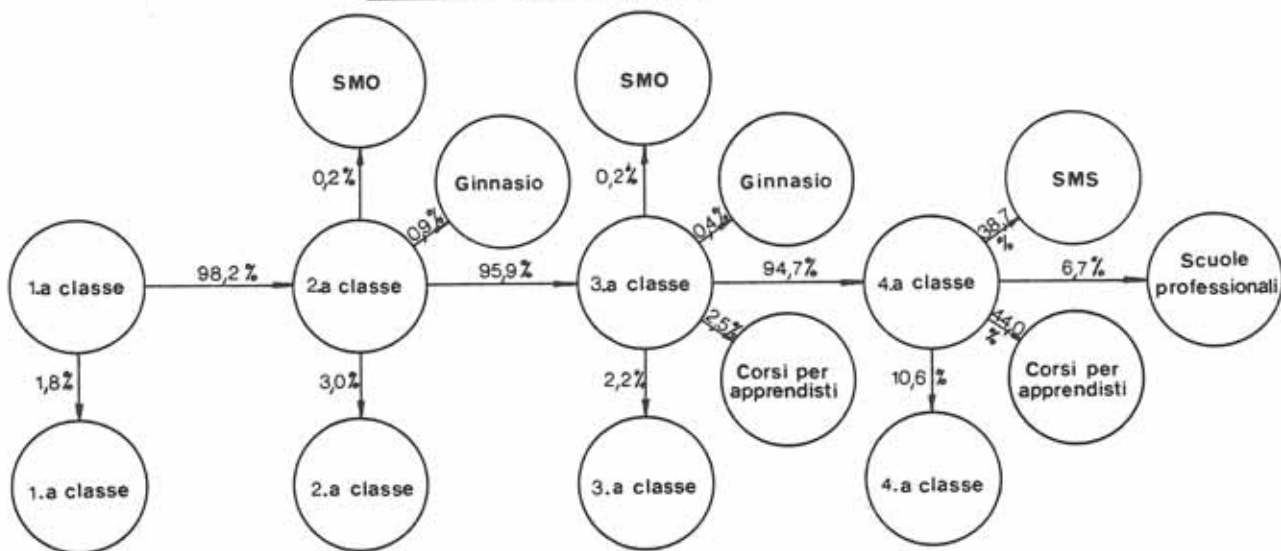 SMO
SMO
0,2%
Ginnasio
0,2%
Ginnasio
SMS
0,9%
0,4%
38,7
%
1.a classe
98,2%
2.a classe
95,9%
3.a classe
94,7%
4.a classe
6,7%
Scuole
professionali
1,8%
3,0%
2,2%
2,5%
Corsi per
apprendisti
10,6 %
44,0
%
Corsi per
apprendisti
1.a classe
2.a classe
3.a classe
4.a classe